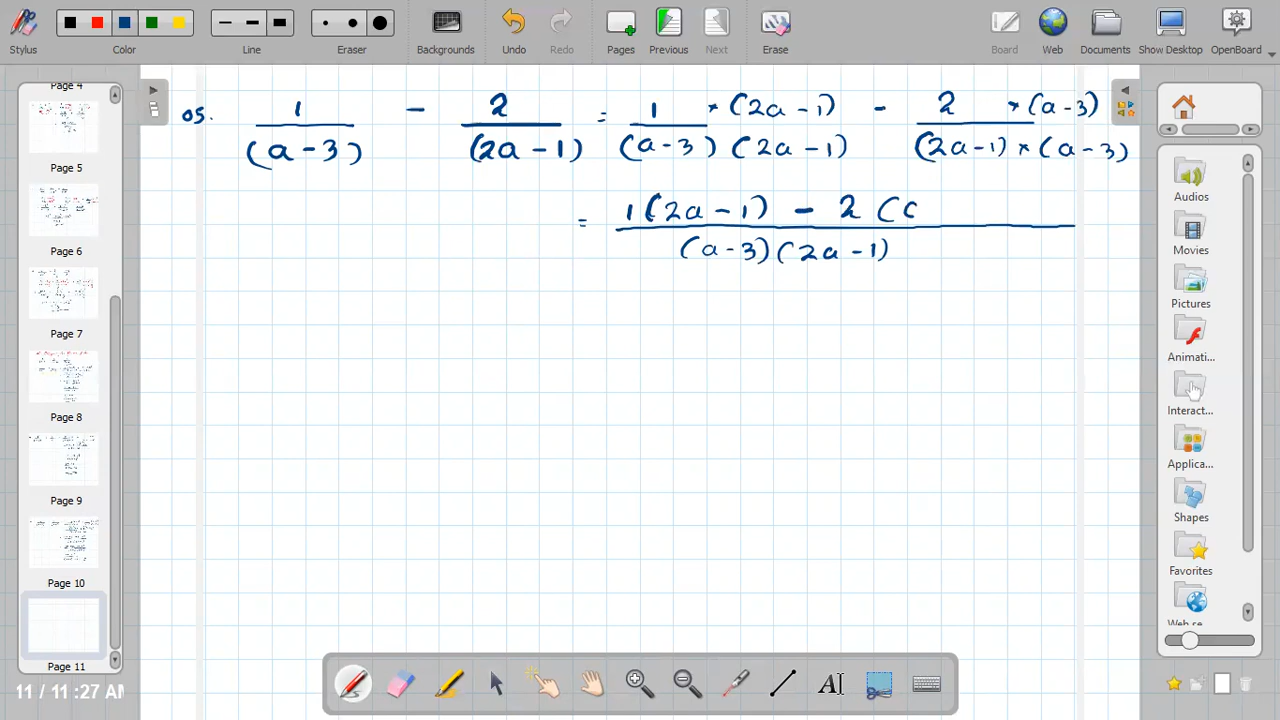 Stylus Color Line Eraser Backgrounds Undo Redo Pages Previous Next Erase Board Web Documents Show Desktop OpenBoard
Page 4
Page 5
Page 6
Page 7
Page 8
Page 9
Page 10
Page 11
11 / 11 :27 AM
05. 1/(a-3) - 2/(2a-1) = 1 × (2a-1)/(a-3)(2a-1) - 2 × (a-3)/(2a-1)×(a-3)
= 1(2a-1) - 2(
(a-3)(2a-1)
Audios
Movies
Pictures
Animati...
Interact...
Applica...
Shapes
Favorites